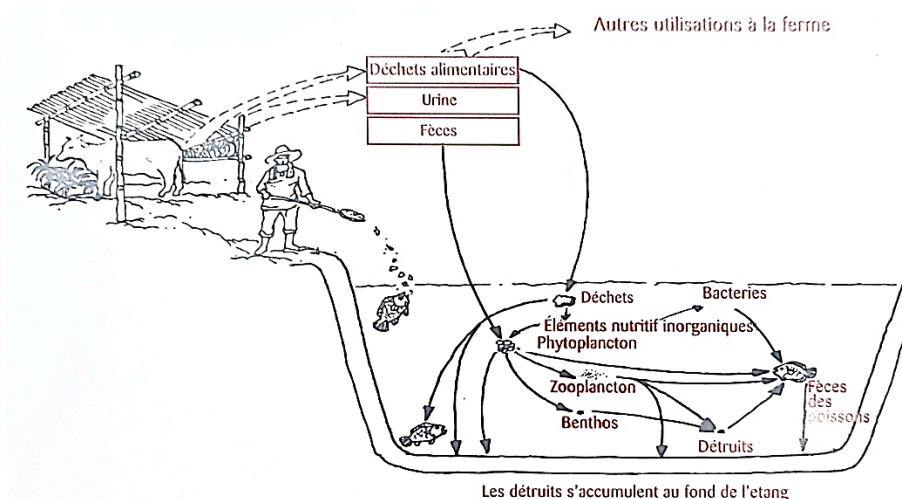 Autres utilisations à la ferme
Déchets alimentaires
Urine
Fèces
Déchets
Bacteries
Éléments nutritif inorganiques
Phytoplancton
Zooplancton
Fèces
des
poissons
Benthos
Détruits
Les détruits s'accumulent au fond de l'etang